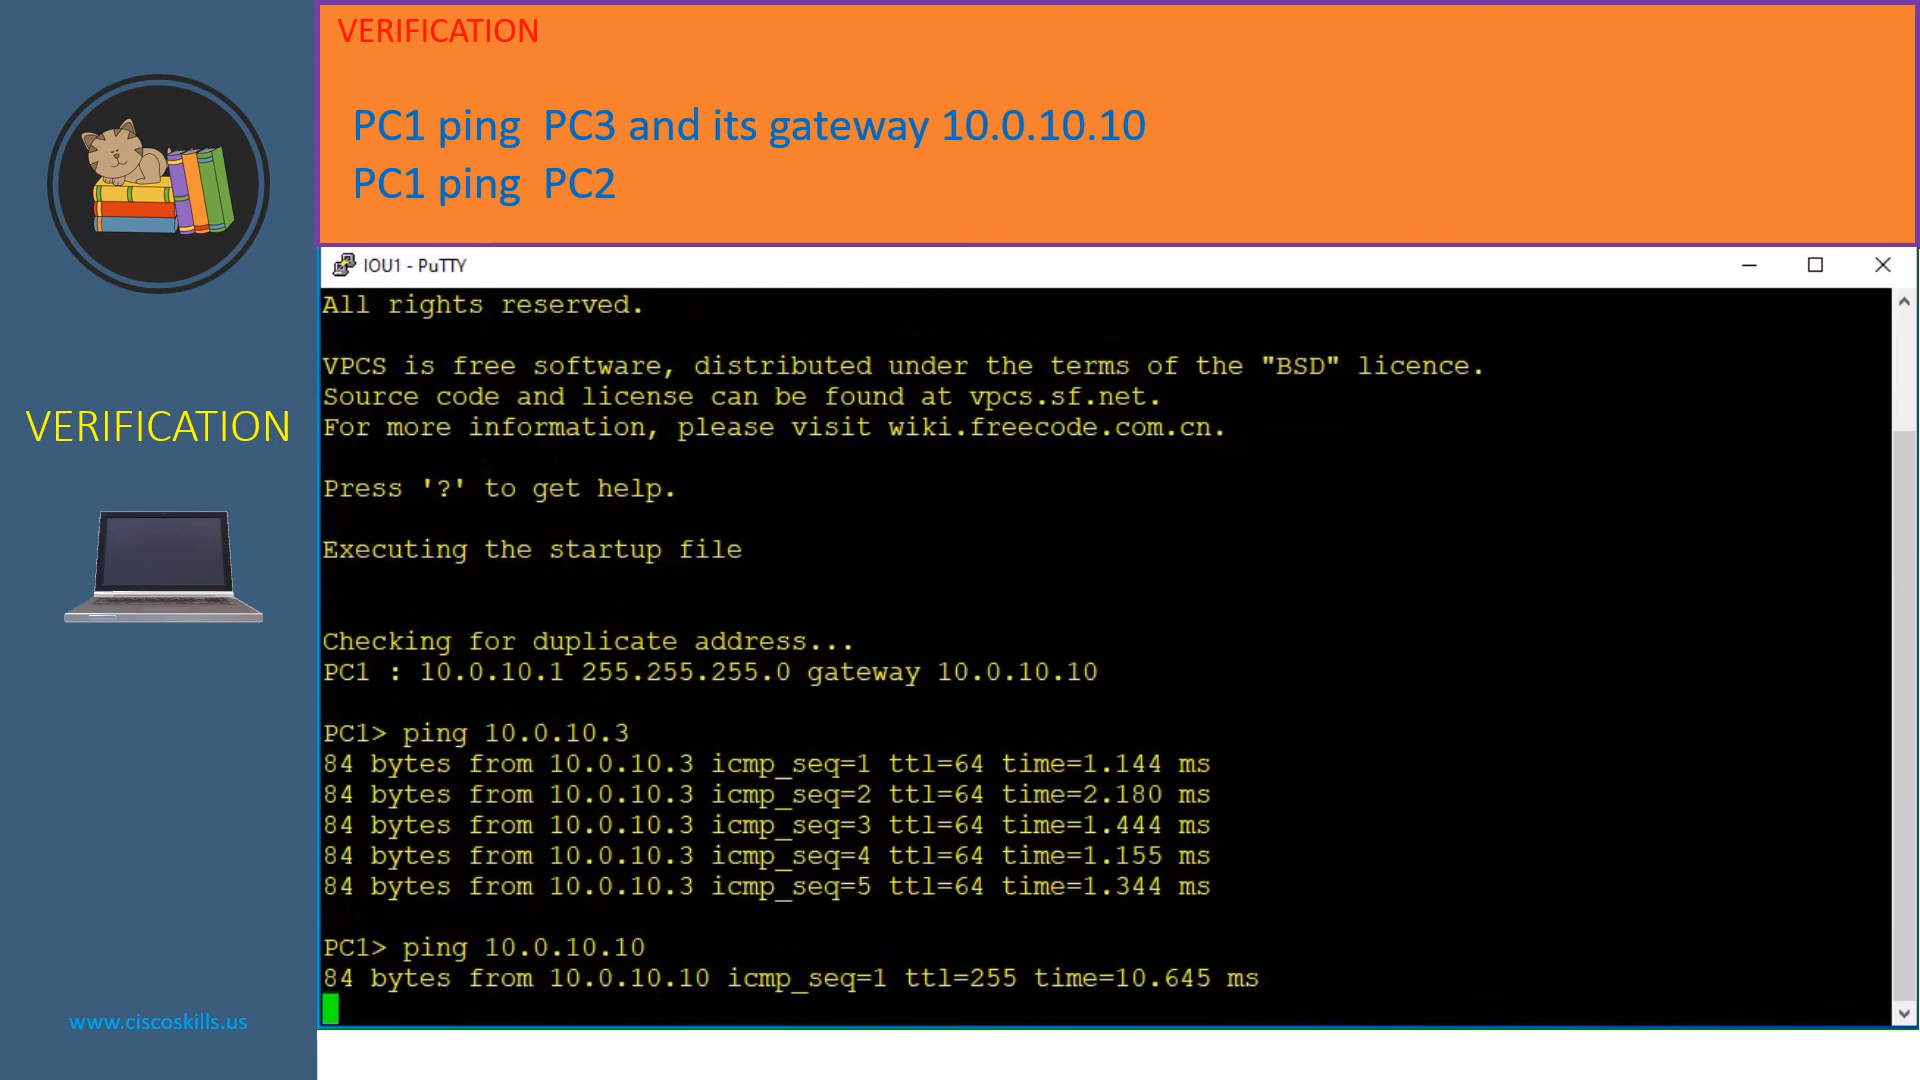 VERIFICATION
PC1 ping  PC3 and its gateway 10.0.10.10
PC1 ping  PC2
VERIFICATION
www.ciscoskills.us
IOU1 - PuTTY
All rights reserved.
VPCS is free software, distributed under the terms of the "BSD" licence.
Source code and license can be found at vpcs.sf.net.
For more information, please visit wiki.freecode.com.cn.
Press '?' to get help.
Executing the startup file
Checking for duplicate address...
PC1 : 10.0.10.1 255.255.255.0 gateway 10.0.10.10
PC1> ping 10.0.10.3
84 bytes from 10.0.10.3 icmp_seq=1 ttl=64 time=1.144 ms
84 bytes from 10.0.10.3 icmp_seq=2 ttl=64 time=2.180 ms
84 bytes from 10.0.10.3 icmp_seq=3 ttl=64 time=1.444 ms
84 bytes from 10.0.10.3 icmp_seq=4 ttl=64 time=1.155 ms
84 bytes from 10.0.10.3 icmp_seq=5 ttl=64 time=1.344 ms
PC1> ping 10.0.10.10
84 bytes from 10.0.10.10 icmp_seq=1 ttl=255 time=10.645 ms